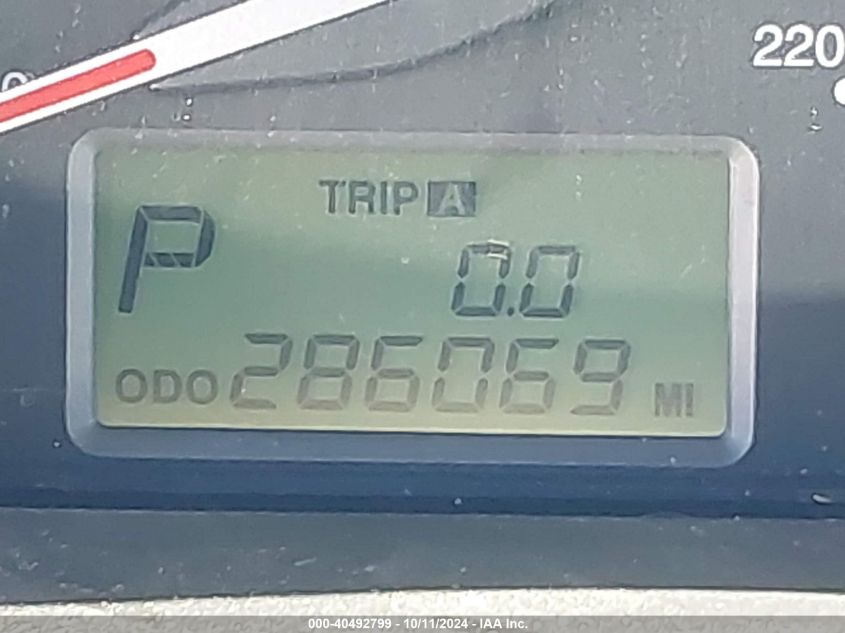 220
TRIP A
P
0.0
ODO 286069 MI
000-40492799 - 10/11/2024 - IAA Inc.